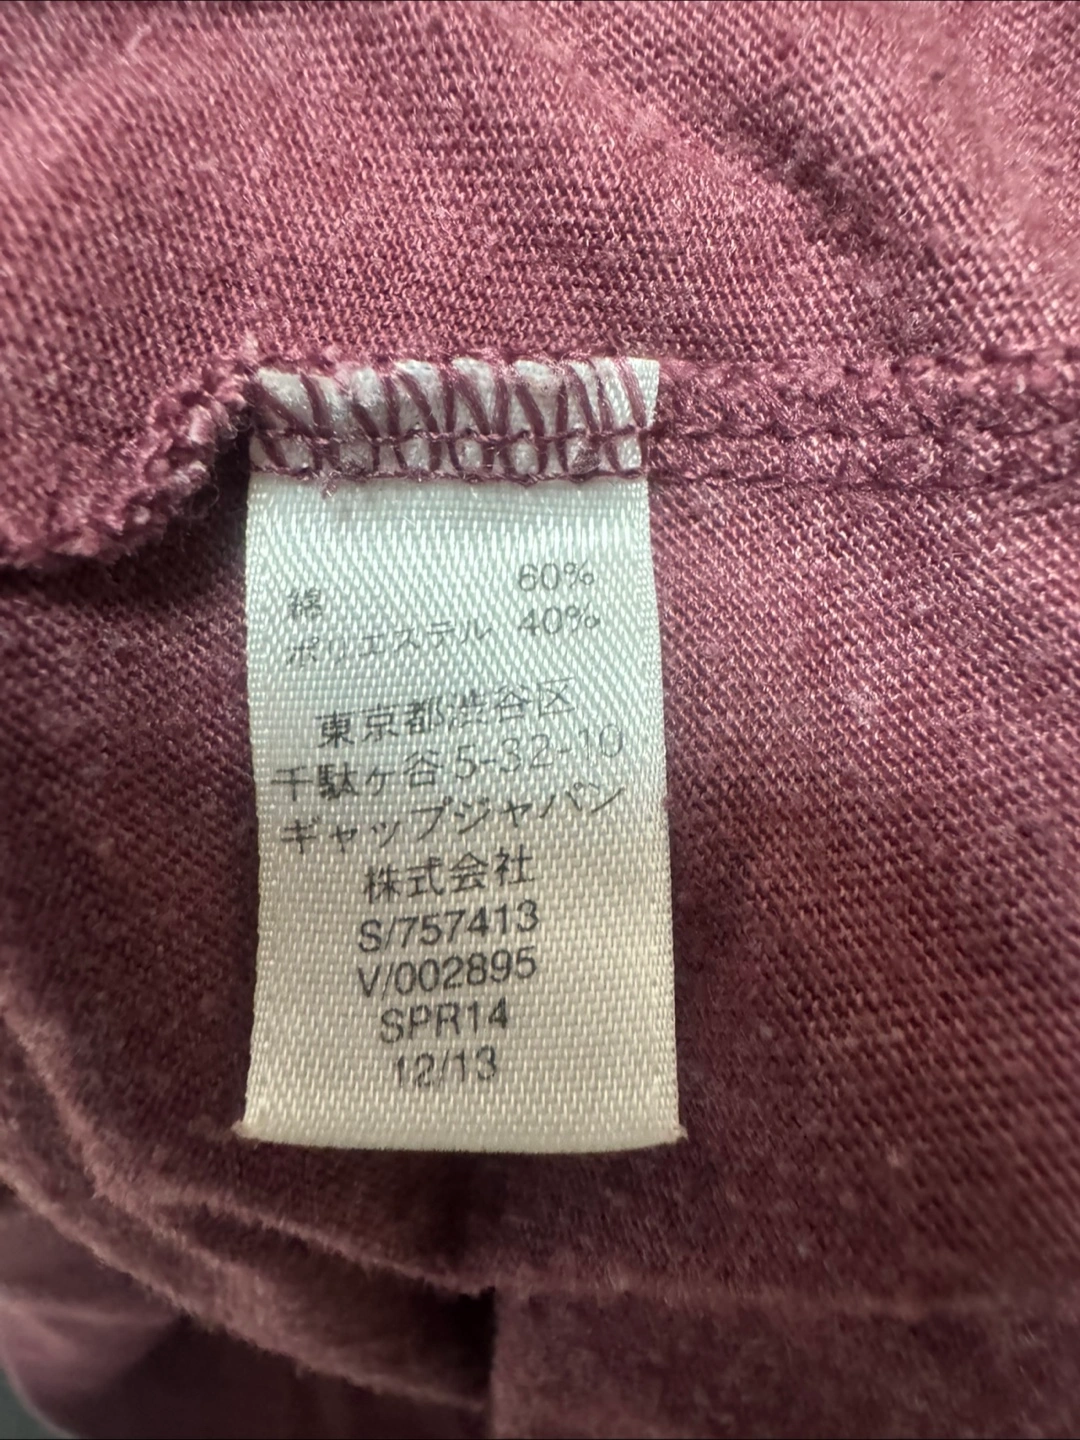 綿 60%
ポリエステル 40%
東京都渋谷区
千駄ヶ谷5-32-10
ギャップジャパン
株式会社
S/757413
V/002895
SPR14
12/13